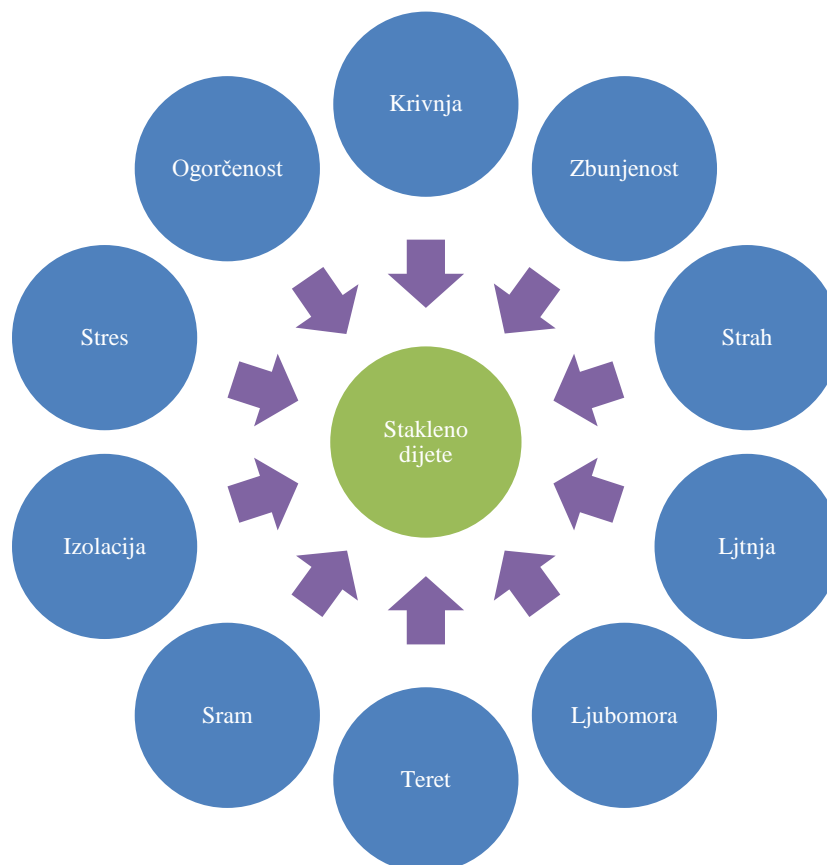 Krivnja
Zbunjenost
Strah
Ljtnja
Ljubomora
Teret
Sram
Izolacija
Stres
Ogorčenost
Stakleno
dijete